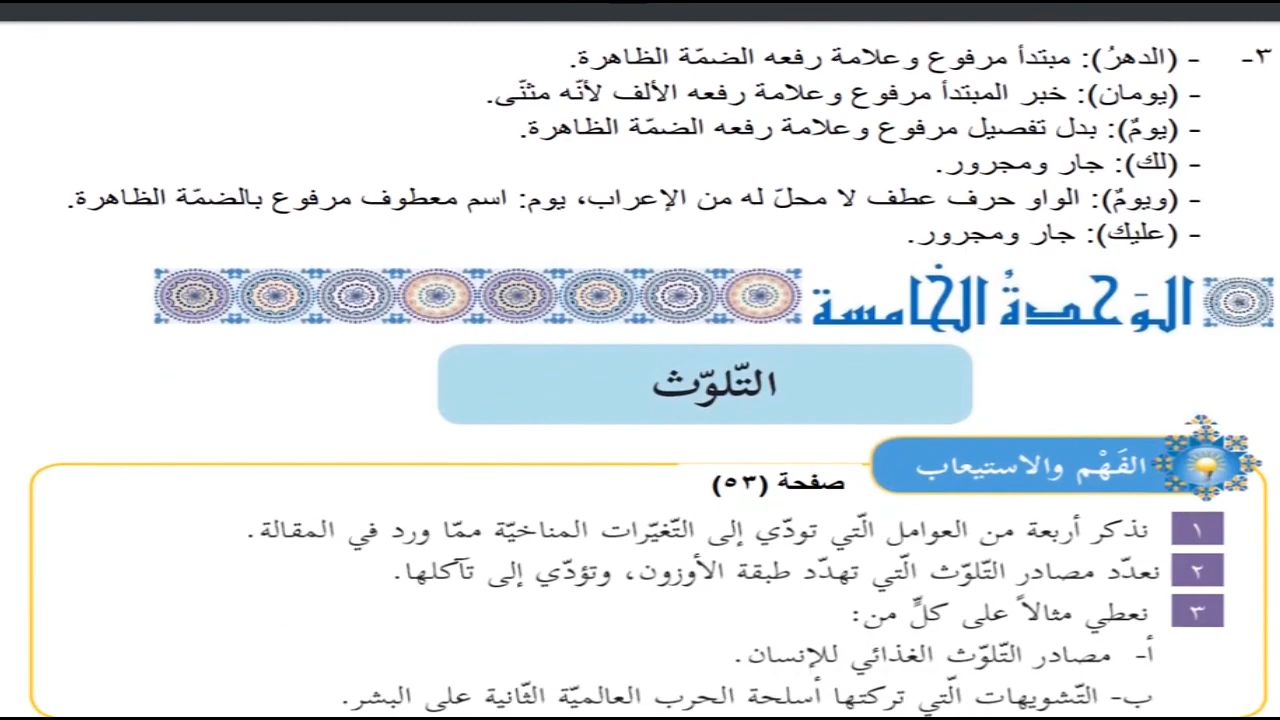 ٣- - (الدهرُ): مبتدأ مرفوع وعلامة رفعه الضمّة الظاهرة.
- (يومان): خبر المبتدأ مرفوع وعلامة رفعه الألف لأنّه مثنّى.
- (يومٌ): بدل تفصيل مرفوع وعلامة رفعه الضمّة الظاهرة.
- (لك): جار ومجرور.
- (ويومٌ): الواو حرف عطف لا محلّ له من الإعراب، يوم: اسم معطوف مرفوع بالضمّة الظاهرة.
- (عليك): جار ومجرور.
الوَحْدةُ الخَامسة
التّلوّث
الفَهْم والاستيعاب
صفحة (٥٣)
١ نذكر أربعة من العوامل الّتي تودّي إلى التّغيّرات المناخيّة ممّا ورد في المقالة.
٢ نعدّد مصادر التّلوّث الّتي تهدّد طبقة الأوزون، وتؤدّي إلى تآكلها.
٣ نعطي مثالاً على كلٍّ من:
أ- مصادر التّلوّث الغذائي للإنسان.
ب- التّشويهات الّتي تركتها أسلحة الحرب العالميّة الثّانية على البشر.